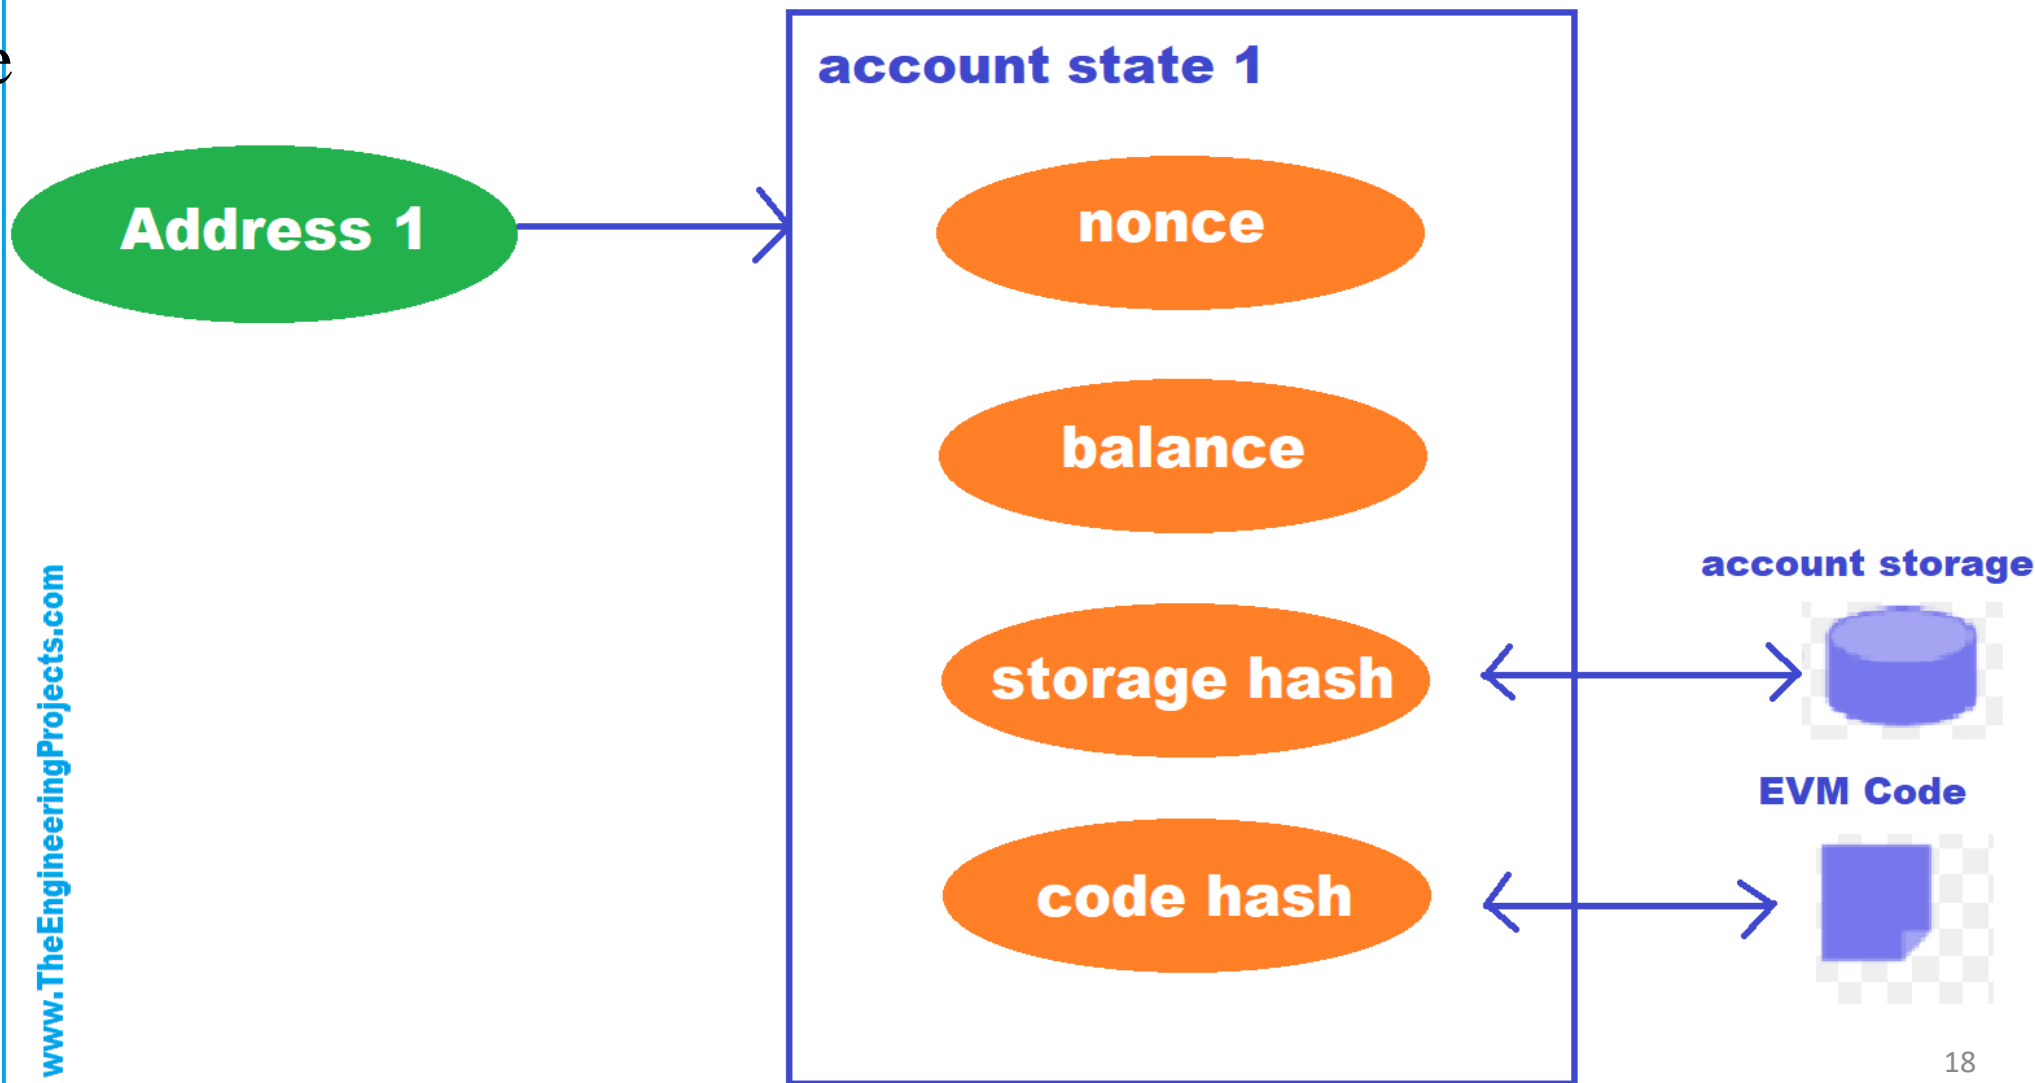 e
account state 1
Address 1
nonce
balance
account storage
storage hash
EVM Code
code hash
www.TheEngineeringProjects.com
18